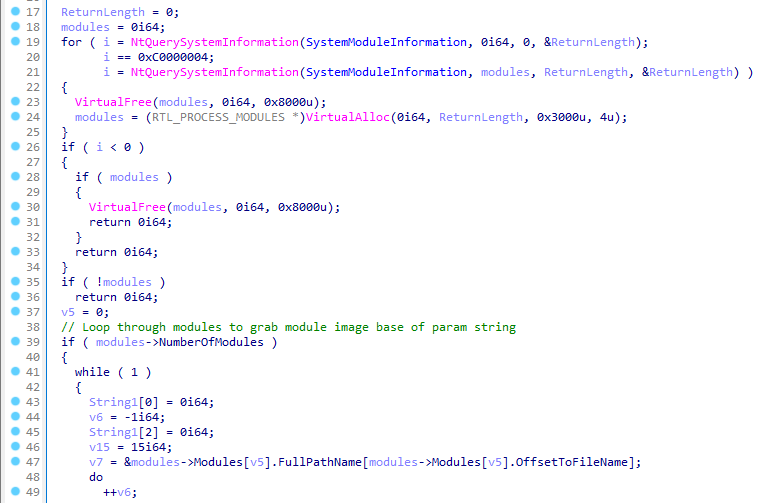 17 ReturnLength = 0;
18 modules = 0i64;
19 for ( i = NtQuerySystemInformation(SystemModuleInformation, 0i64, 0, &ReturnLength);
20 i == 0xC0000004;
21 i = NtQuerySystemInformation(SystemModuleInformation, modules, ReturnLength, &ReturnLength) )
22 {
23 VirtualFree(modules, 0i64, 0x8000u);
24 modules = (RTL_PROCESS_MODULES *)VirtualAlloc(0i64, ReturnLength, 0x3000u, 4u);
25 }
26 if ( i < 0 )
27 {
28 if ( modules )
29 {
30 VirtualFree(modules, 0i64, 0x8000u);
31 return 0i64;
32 }
33 return 0i64;
34 }
35 if ( !modules )
36 return 0i64;
37 v5 = 0;
38 // Loop through modules to grab module image base of param string
39 if ( modules->NumberOfModules )
40 {
41 while ( 1 )
42 {
43 String1[0] = 0i64;
44 v6 = -1i64;
45 String1[2] = 0i64;
46 v15 = 15i64;
47 v7 = &modules->Modules[v5].FullPathName[modules->Modules[v5].OffsetToFileName];
48 do
49 ++v6;